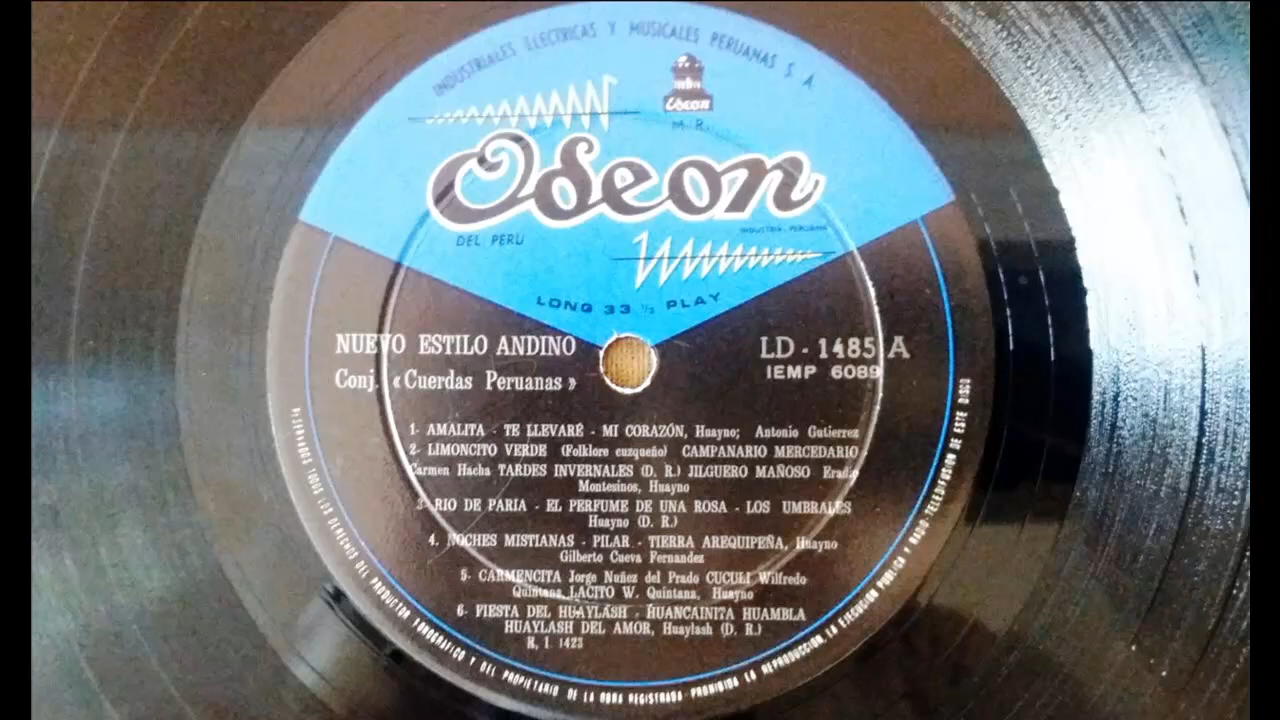 INDUSTRIALES ELECTRICAS Y MUSICALES PERUANAS S A
Odeon
M. R.
Odeon
DEL PERU
INDUSTRIA PERUANA
LONG 33 1/3 PLAY
NUEVO ESTILO ANDINO
Conj. «Cuerdas Peruanas»
LD - 1485 A
IEMP 6089
1- AMALITA - TE LLEVARÉ - MI CORAZÓN, Huayno; Antonio Gutierrez
2- LIMONCITO VERDE (Folklore cuzqueño) CAMPANARIO MERCEDARIO -
Carmen Hacha TARDES INVERNALES (D. R.) JILGUERO MAÑOSO Eradio
Montesinos, Huayno
3- RIO DE PARIA - EL PERFUME DE UNA ROSA - LOS UMBRALES
Huayno (D. R.)
4. NOCHES MISTIANAS - PILAR - TIERRA AREQUIPEÑA, Huayno
Gilberto Cueva Fernandez
5- CARMENCITA Jorge Nuñez del Prado CUCULI Wilfredo
Quintana LACITO W. Quintana, Huayno
6- FIESTA DEL HUAYLASH - HUANCAINITA HUAMBLA
HUAYLASH DEL AMOR, Huaylash (D. R.)
R. I. 1423
RESERVADOS TODOS LOS DERECHOS DEL PRODUCTOR FONOGRAFICO Y DEL PROPIETARIO DE LA OBRA REGISTRADA - PROHIBIDA LA REPRODUCCION, LA EJECUCION PUBLICA Y RADIO-TELEDIFUSION DE ESTE DISCO